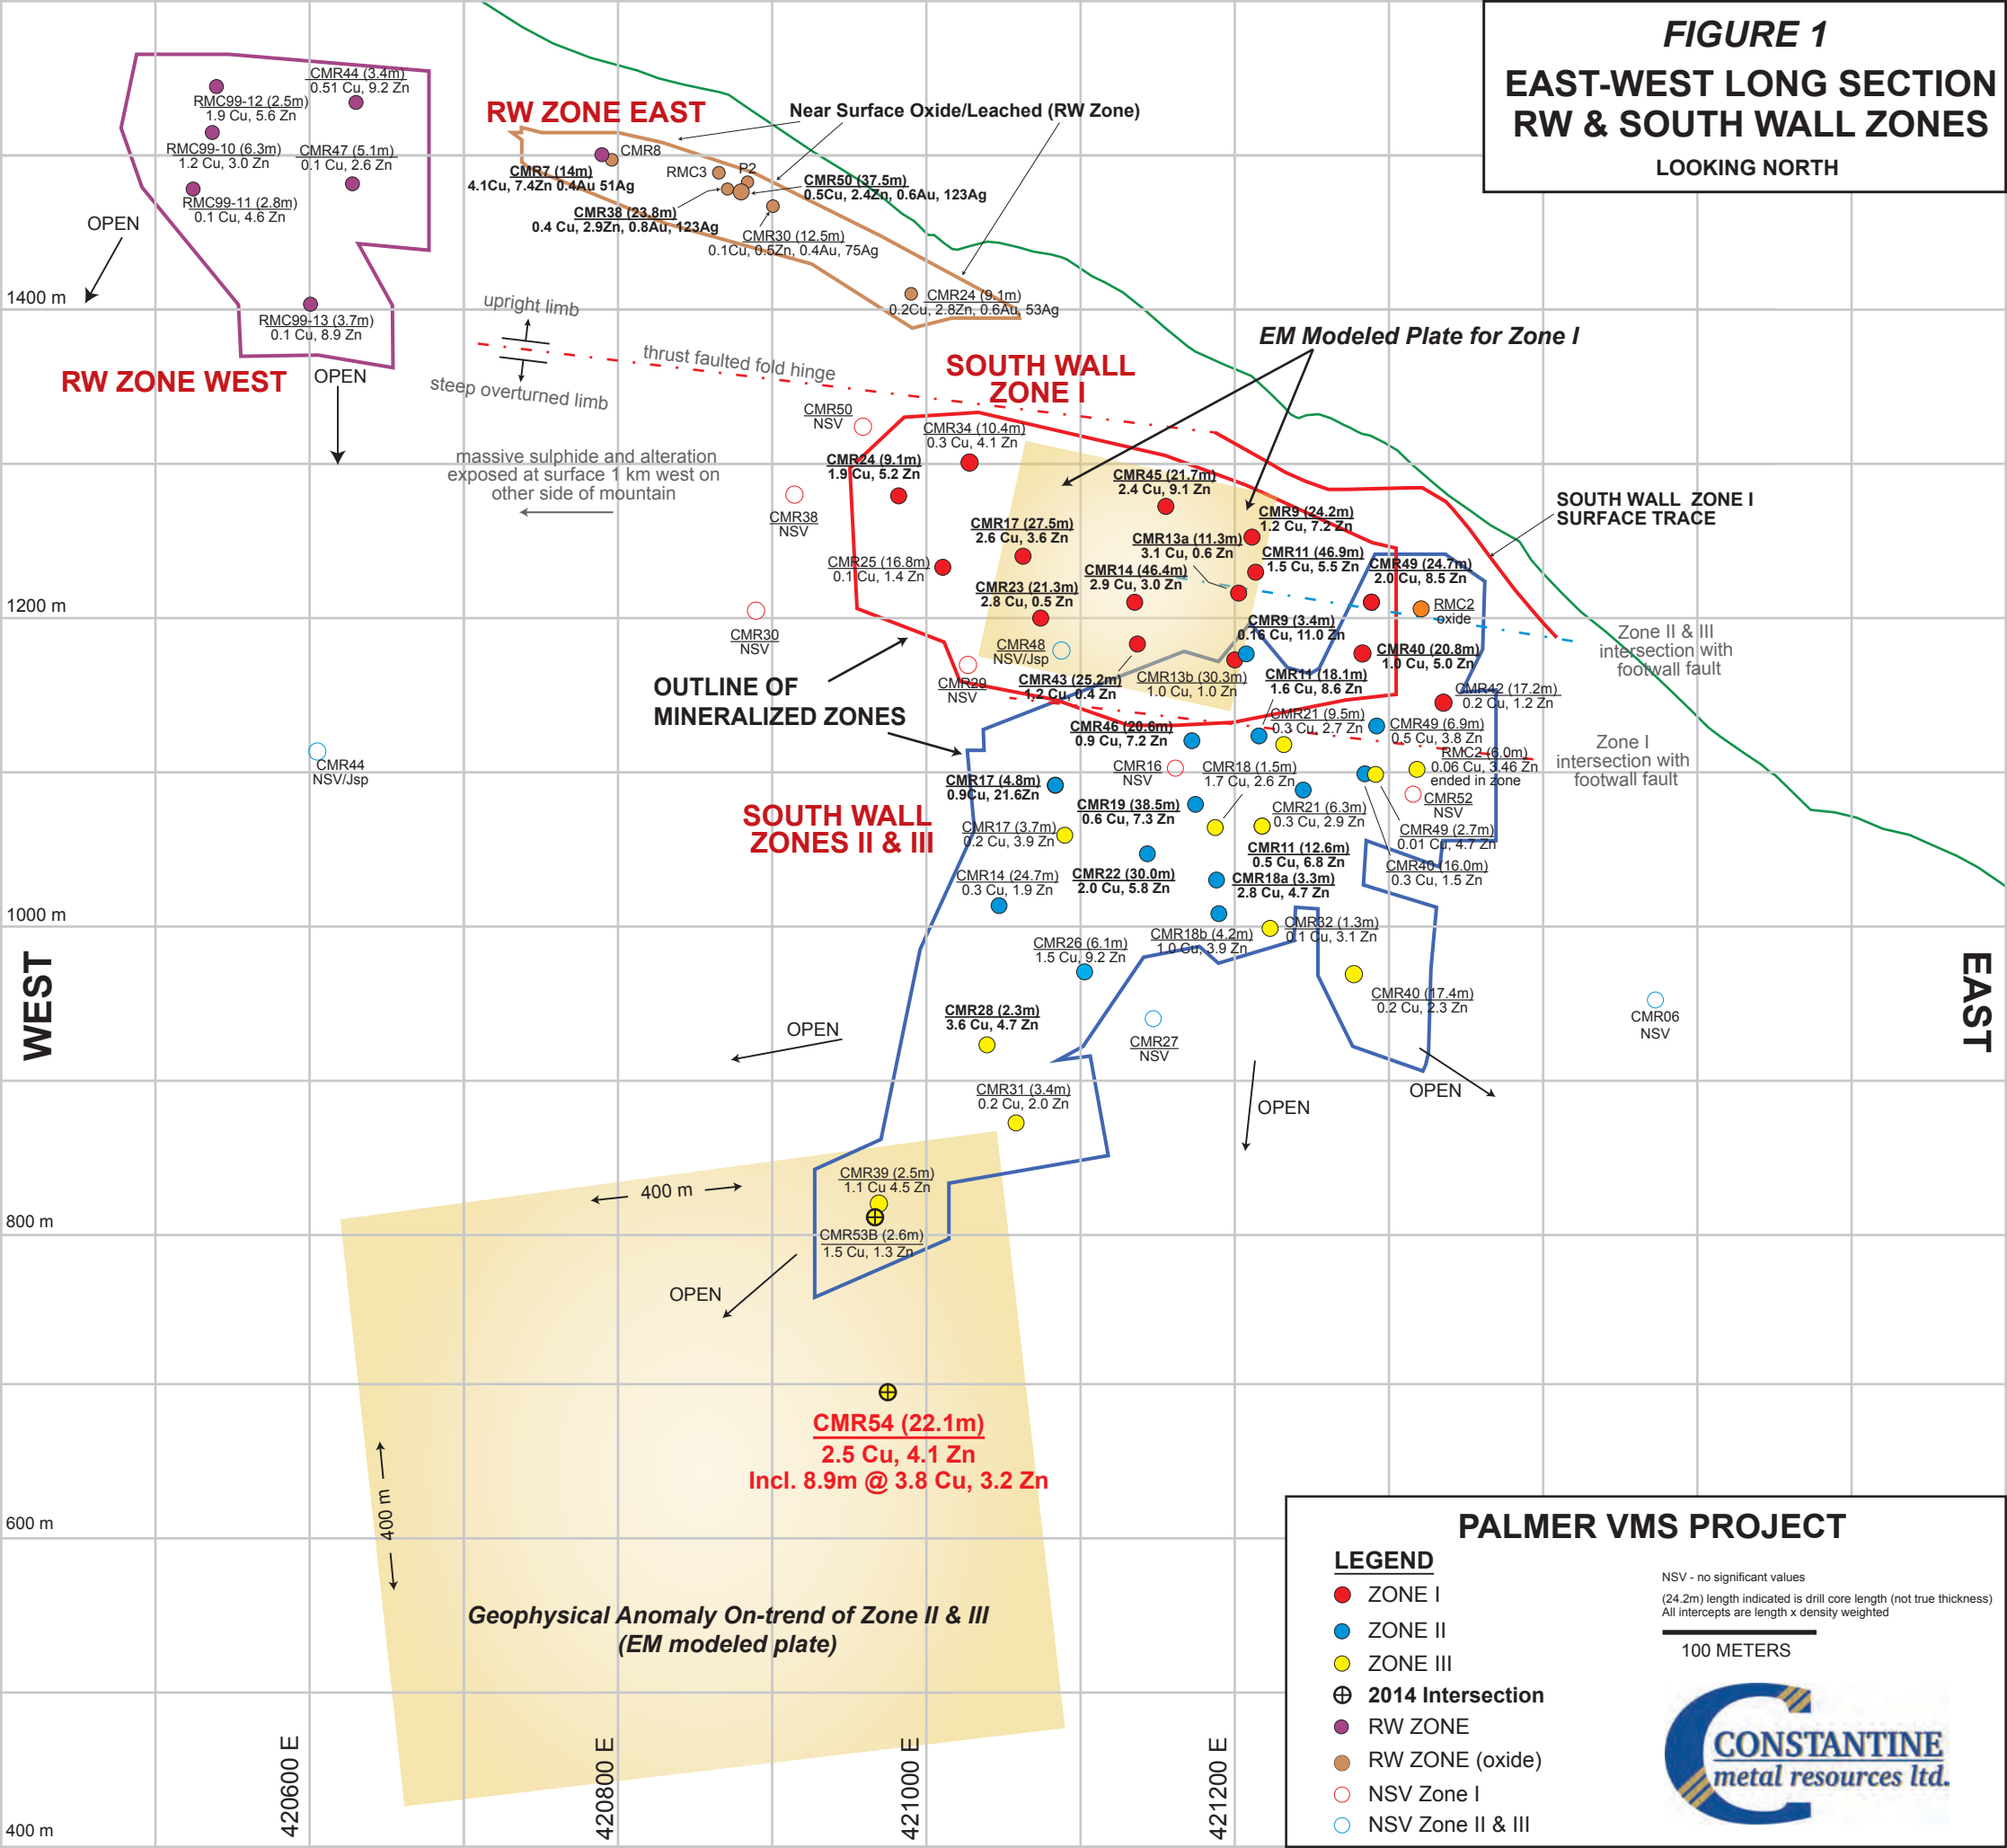 FIGURE 1
EAST-WEST LONG SECTION
RW & SOUTH WALL ZONES
LOOKING NORTH
CMR44 (3.4m)
0.51 Cu, 9.2 Zn
RMC99-12 (2.5m)
1.9 Cu, 5.6 Zn
RMC99-10 (6.3m)
1.2 Cu, 3.0 Zn
CMR47 (5.1m)
0.1 Cu, 2.6 Zn
RMC99-11 (2.8m)
0.1 Cu, 4.6 Zn
OPEN
RMC99-13 (3.7m)
0.1 Cu, 8.9 Zn
RW ZONE WEST
OPEN
RW ZONE EAST
Near Surface Oxide/Leached (RW Zone)
CMR8
CMR7 (14m)
4.1Cu, 7.4Zn 0.4Au 51Ag
RMC3
P2
CMR50 (37.5m)
0.5Cu, 2.4Zn, 0.6Au, 123Ag
CMR38 (23.8m)
0.4 Cu, 2.9Zn, 0.8Au, 123Ag
CMR30 (12.5m)
0.1Cu, 0.5Zn, 0.4Au, 75Ag
CMR24 (9.1m)
0.2Cu, 2.8Zn, 0.6Au, 53Ag
1400 m
upright limb
thrust faulted fold hinge
steep overturned limb
massive sulphide and alteration
exposed at surface 1 km west on
other side of mountain
EM Modeled Plate for Zone I
SOUTH WALL
ZONE I
CMR50
NSV
CMR34 (10.4m)
0.3 Cu, 4.1 Zn
CMR24 (9.1m)
1.9 Cu, 5.2 Zn
CMR45 (21.7m)
2.4 Cu, 9.1 Zn
CMR38
NSV
CMR17 (27.5m)
2.6 Cu, 3.6 Zn
CMR9 (24.2m)
1.2 Cu, 7.2 Zn
CMR13a (11.3m)
3.1 Cu, 0.6 Zn
CMR11 (46.9m)
1.5 Cu, 5.5 Zn
CMR25 (16.8m)
0.1 Cu, 1.4 Zn
CMR14 (46.4m)
2.9 Cu, 3.0 Zn
CMR49 (24.7m)
2.0 Cu, 8.5 Zn
SOUTH WALL ZONE I
SURFACE TRACE
CMR23 (21.3m)
2.8 Cu, 0.5 Zn
1200 m
RMC2
oxide
CMR30
NSV
CMR9 (3.4m)
0.16 Cu, 11.0 Zn
CMR48
NSV/Jsp
CMR40 (20.8m)
1.0 Cu, 5.0 Zn
Zone II & III
intersection with
footwall fault
CMR29
NSV
CMR43 (25.2m)
1.2 Cu, 0.4 Zn
CMR13b (30.3m)
1.0 Cu, 1.0 Zn
CMR11 (18.1m)
1.6 Cu, 8.6 Zn
CMR42 (17.2m)
0.2 Cu, 1.2 Zn
OUTLINE OF
MINERALIZED ZONES
CMR46 (20.6m)
0.9 Cu, 7.2 Zn
CMR21 (9.5m)
0.3 Cu, 2.7 Zn
CMR49 (6.9m)
0.5 Cu, 3.8 Zn
Zone I
intersection with
footwall fault
CMR44
NSV/Jsp
CMR16
NSV
CMR18 (1.5m)
1.7 Cu, 2.6 Zn
RMC2 (6.0m)
0.06 Cu, 3.46 Zn
ended in zone
CMR17 (4.8m)
0.9Cu, 21.6Zn
CMR52
NSV
SOUTH WALL
ZONES II & III
CMR19 (38.5m)
0.6 Cu, 7.3 Zn
CMR21 (6.3m)
0.3 Cu, 2.9 Zn
CMR17 (3.7m)
0.2 Cu, 3.9 Zn
CMR49 (2.7m)
0.01 Cu, 4.7 Zn
CMR11 (12.6m)
0.5 Cu, 6.8 Zn
CMR40 (16.0m)
0.3 Cu, 1.5 Zn
CMR14 (24.7m)
0.3 Cu, 1.9 Zn
CMR22 (30.0m)
2.0 Cu, 5.8 Zn
CMR18a (3.3m)
2.8 Cu, 4.7 Zn
1000 m
CMR26 (6.1m)
1.5 Cu, 9.2 Zn
CMR18b (4.2m)
1.0 Cu, 3.9 Zn
CMR32 (1.3m)
0.1 Cu, 3.1 Zn
WEST
EAST
CMR40 (17.4m)
0.2 Cu, 2.3 Zn
CMR28 (2.3m)
3.6 Cu, 4.7 Zn
CMR27
NSV
CMR06
NSV
OPEN
OPEN
OPEN
CMR31 (3.4m)
0.2 Cu, 2.0 Zn
CMR39 (2.5m)
1.1 Cu 4.5 Zn
400 m
800 m
CMR53B (2.6m)
1.5 Cu, 1.3 Zn
OPEN
CMR54 (22.1m)
2.5 Cu, 4.1 Zn
Incl. 8.9m @ 3.8 Cu, 3.2 Zn
400 m
600 m
Geophysical Anomaly On-trend of Zone II & III
(EM modeled plate)
420600 E
420800 E
421000 E
421200 E
400 m
PALMER VMS PROJECT
LEGEND
ZONE I
ZONE II
ZONE III
2014 Intersection
RW ZONE
RW ZONE (oxide)
NSV Zone I
NSV Zone II & III
NSV - no significant values
(24.2m) length indicated is drill core length (not true thickness)
All intercepts are length x density weighted
100 METERS
CONSTANTINE
metal resources ltd.